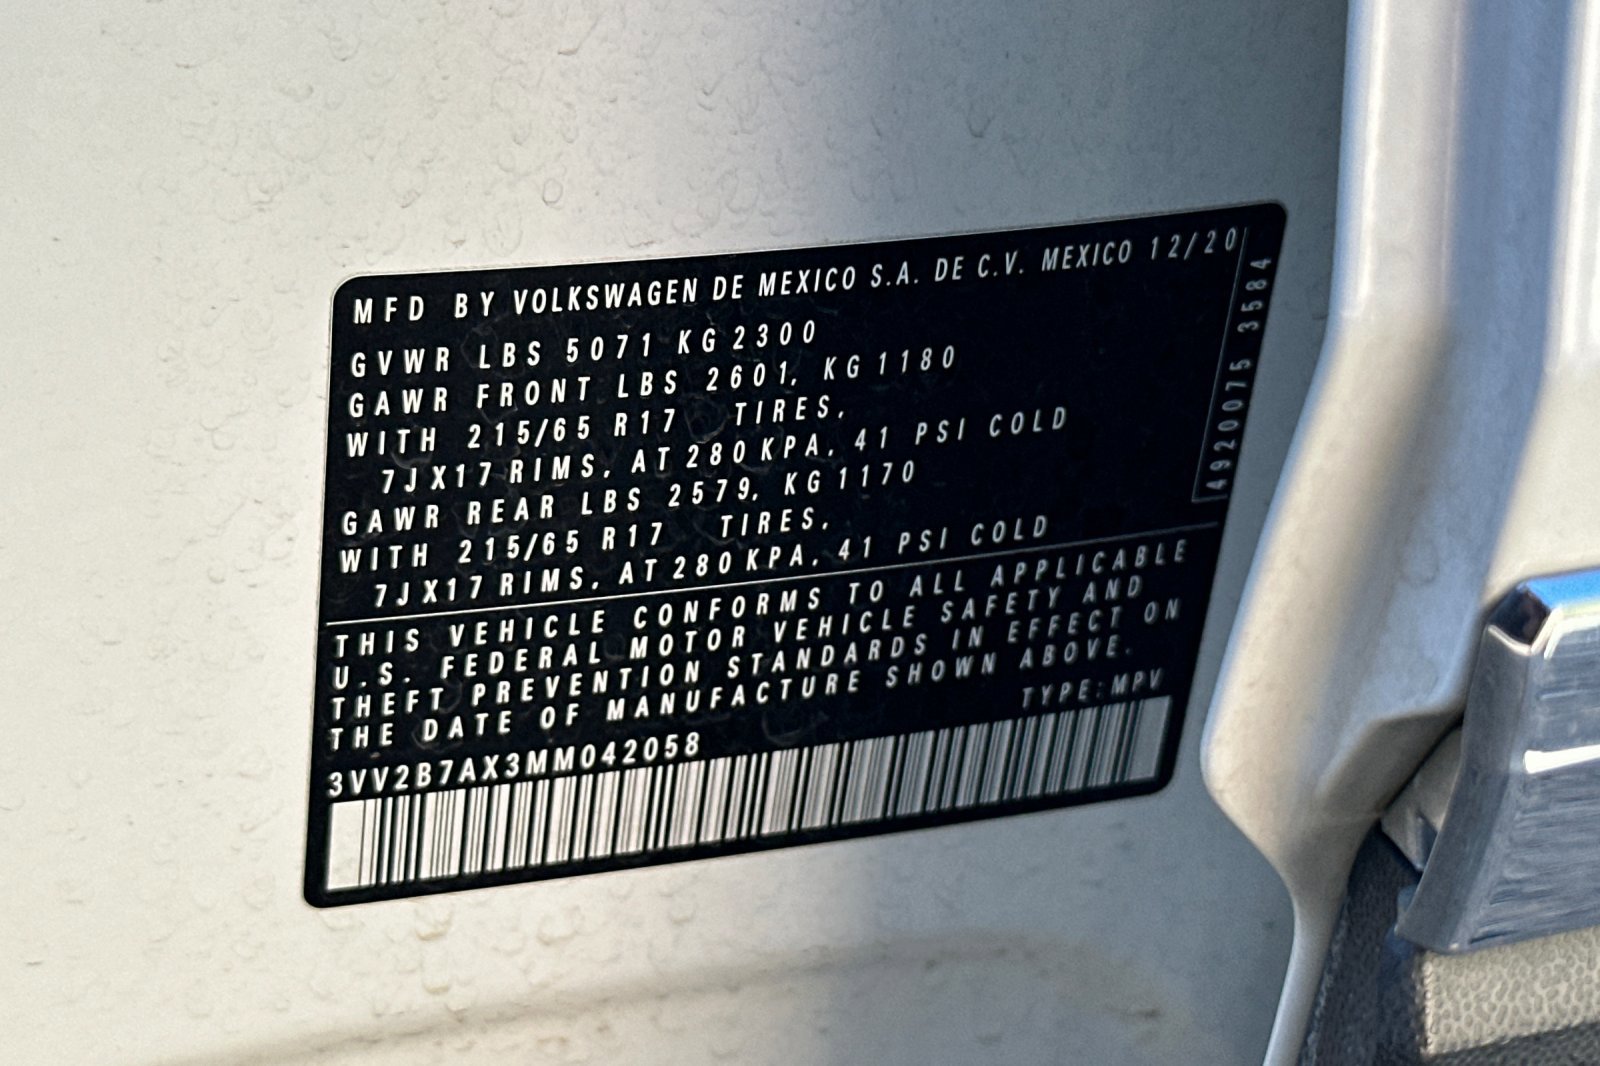 MFD BY VOLKSWAGEN DE MEXICO S.A. DE C.V. MEXICO 12/20
GVWR LBS 5071 KG 2300
GAWR FRONT LBS 2601, KG 1180
WITH 215/65 R17 TIRES,
7JX17 RIMS, AT 280 KPA, 41 PSI COLD
GAWR REAR LBS 2579, KG 1170
WITH 215/65 R17 TIRES,
7JX17 RIMS, AT 280 KPA, 41 PSI COLD
4920075 3584
THIS VEHICLE CONFORMS TO ALL APPLICABLE
U.S. FEDERAL MOTOR VEHICLE SAFETY AND
THEFT PREVENTION STANDARDS IN EFFECT ON
THE DATE OF MANUFACTURE SHOWN ABOVE.
TYPE:MPV
3VV2B7AX3MM042058